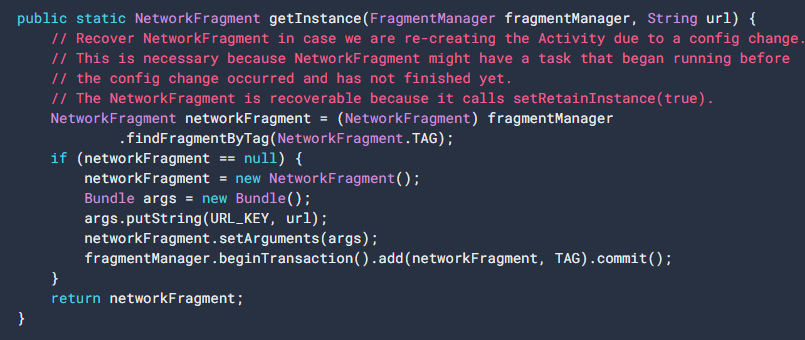 public static NetworkFragment getInstance(FragmentManager fragmentManager, String url) {
    // Recover NetworkFragment in case we are re-creating the Activity due to a config change.
    // This is necessary because NetworkFragment might have a task that began running before
    // the config change occurred and has not finished yet.
    // The NetworkFragment is recoverable because it calls setRetainInstance(true).
    NetworkFragment networkFragment = (NetworkFragment) fragmentManager
            .findFragmentByTag(NetworkFragment.TAG);
    if (networkFragment == null) {
        networkFragment = new NetworkFragment();
        Bundle args = new Bundle();
        args.putString(URL_KEY, url);
        networkFragment.setArguments(args);
        fragmentManager.beginTransaction().add(networkFragment, TAG).commit();
    }
    return networkFragment;
}